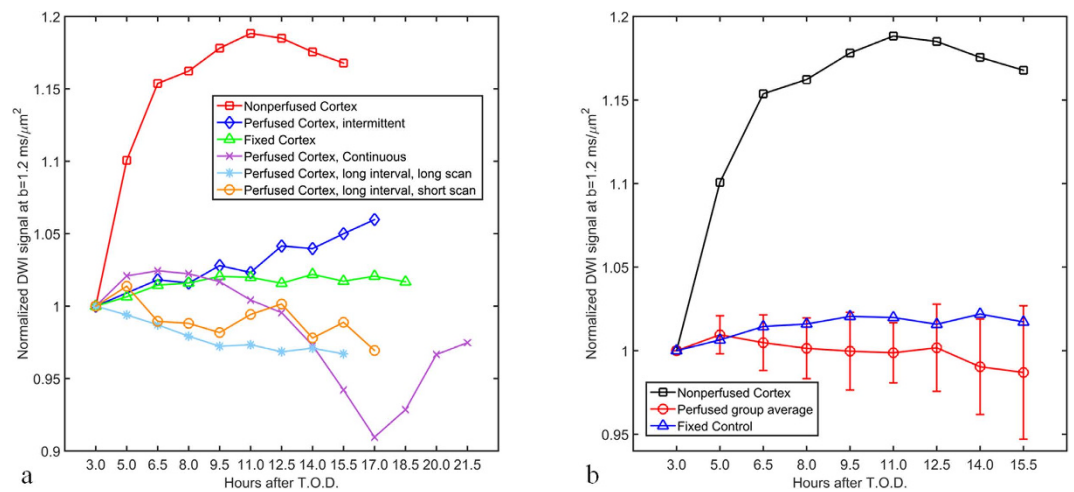 1.2
1.15
1.1
1.05
1
0.95
0.9
Normalized DWI signal at b=1.2 ms/μm²
Nonperfused Cortex
Perfused Cortex, intermittent
Fixed Cortex
Perfused Cortex, Continuous
Perfused Cortex, long interval, long scan
Perfused Cortex, long interval, short scan
3.0 5.0 6.5 8.0 9.5 11.0 12.5 14.0 15.5 17.0 18.5 20.0 21.5
Hours after T.O.D.
a
1.2
1.15
1.1
1.05
1
0.95
Normalized DWI signal at b=1.2 ms/μm²
Nonperfused Cortex
Perfused group average
Fixed Control
3.0 5.0 6.5 8.0 9.5 11.0 12.5 14.0 15.5
Hours after T.O.D.
b